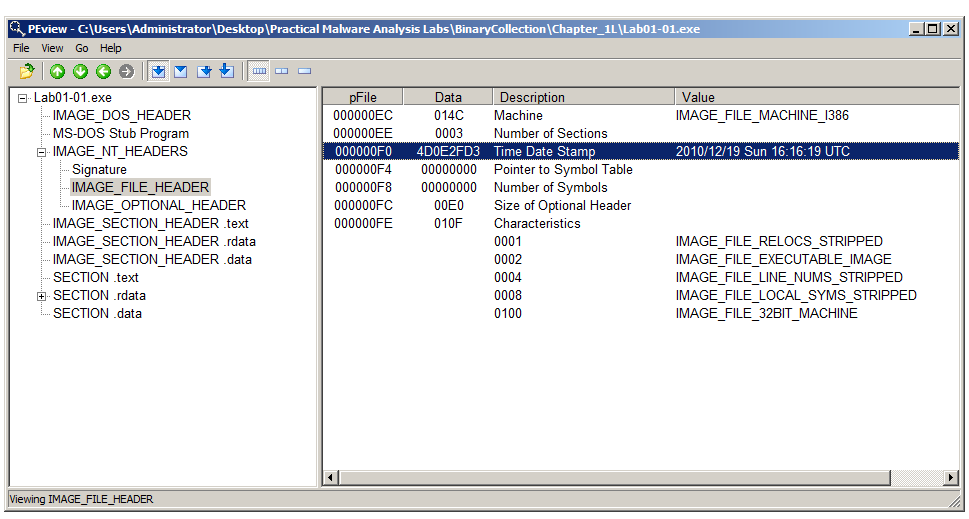 PEview - C:\Users\Administrator\Desktop\Practical Malware Analysis Labs\BinaryCollection\Chapter_1L\Lab01-01.exe
File View Go Help
Lab01-01.exe
IMAGE_DOS_HEADER
MS-DOS Stub Program
IMAGE_NT_HEADERS
Signature
IMAGE_FILE_HEADER
IMAGE_OPTIONAL_HEADER
IMAGE_SECTION_HEADER .text
IMAGE_SECTION_HEADER .rdata
IMAGE_SECTION_HEADER .data
SECTION .text
SECTION .rdata
SECTION .data
pFile Data Description Value
000000EC 014C Machine IMAGE_FILE_MACHINE_I386
000000EE 0003 Number of Sections
000000F0 4D0E2FD3 Time Date Stamp 2010/12/19 Sun 16:16:19 UTC
000000F4 00000000 Pointer to Symbol Table
000000F8 00000000 Number of Symbols
000000FC 00E0 Size of Optional Header
000000FE 010F Characteristics
0001 IMAGE_FILE_RELOCS_STRIPPED
0002 IMAGE_FILE_EXECUTABLE_IMAGE
0004 IMAGE_FILE_LINE_NUMS_STRIPPED
0008 IMAGE_FILE_LOCAL_SYMS_STRIPPED
0100 IMAGE_FILE_32BIT_MACHINE
Viewing IMAGE_FILE_HEADER